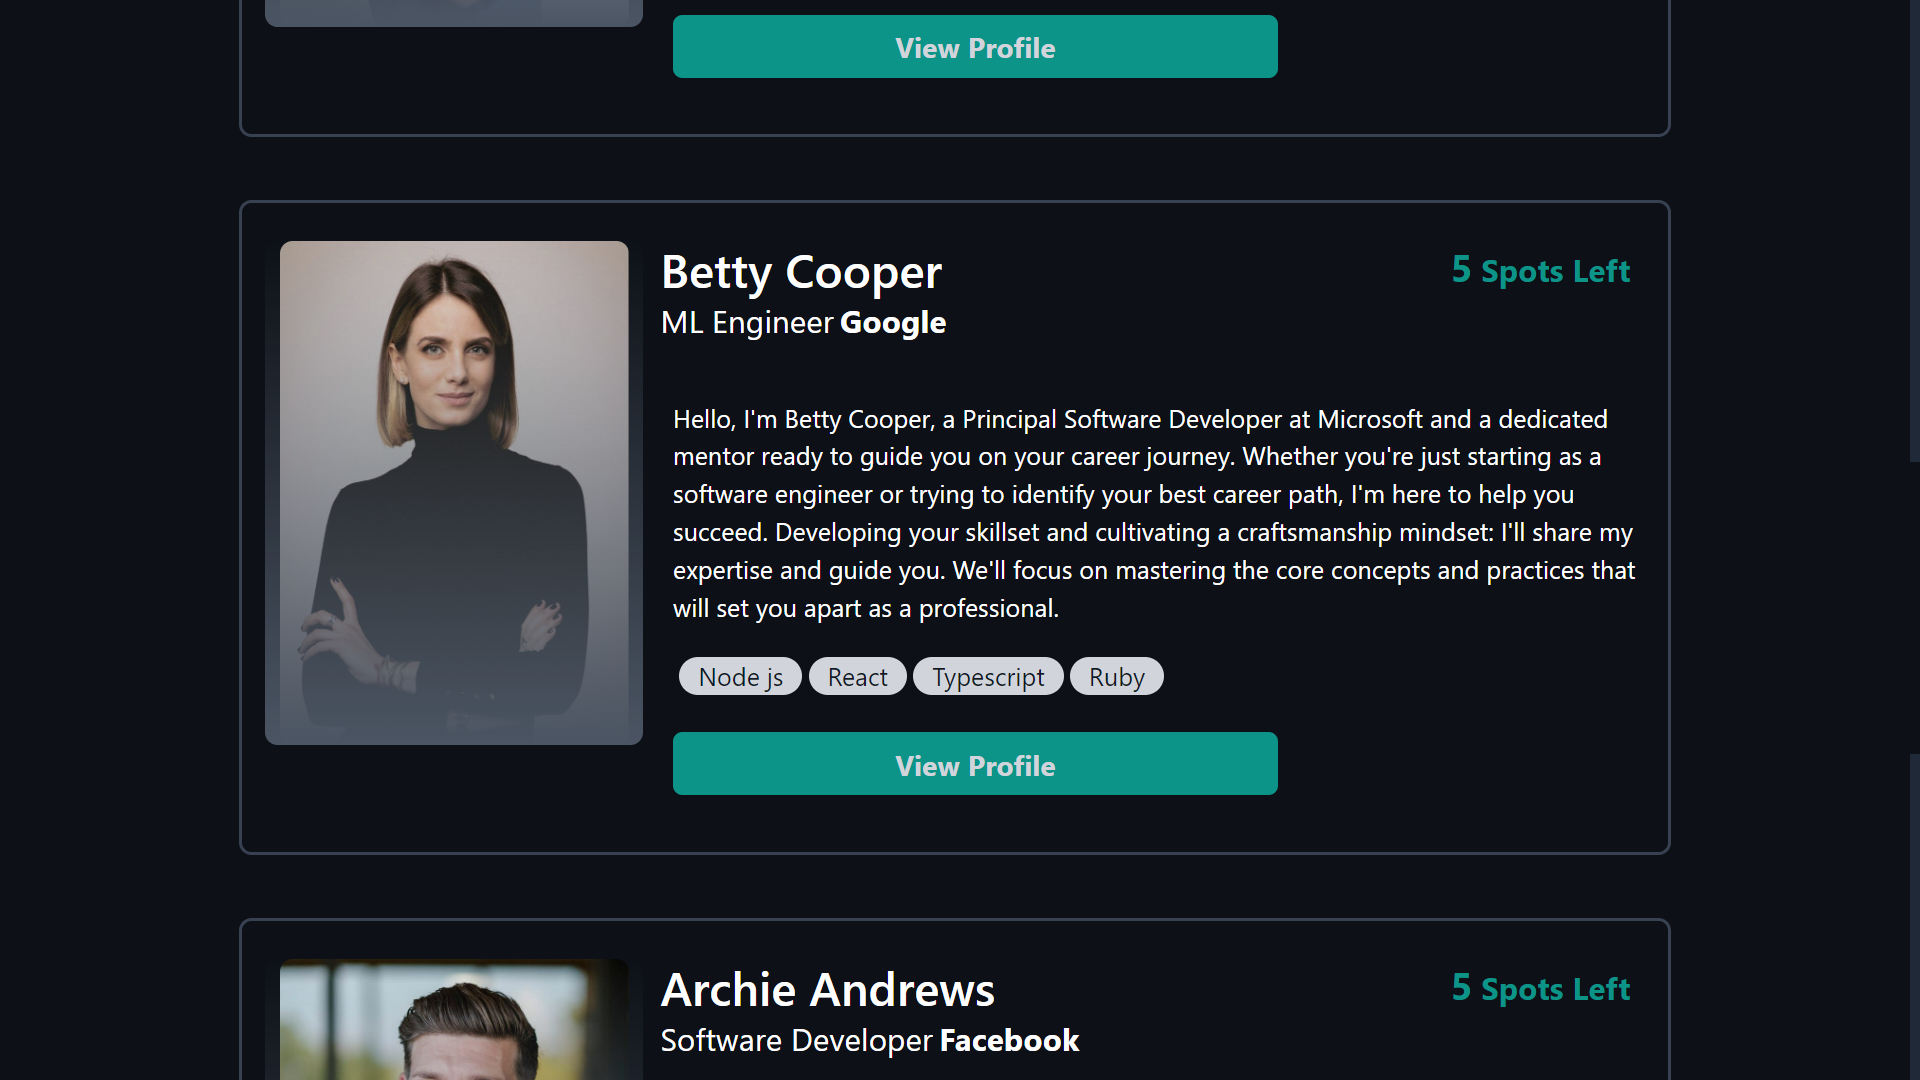 View Profile
Betty Cooper
5 Spots Left
ML Engineer Google
Hello, I'm Betty Cooper, a Principal Software Developer at Microsoft and a dedicated
mentor ready to guide you on your career journey. Whether you're just starting as a
software engineer or trying to identify your best career path, I'm here to help you
succeed. Developing your skillset and cultivating a craftsmanship mindset: I'll share my
expertise and guide you. We'll focus on mastering the core concepts and practices that
will set you apart as a professional.
Node js React Typescript Ruby
View Profile
Archie Andrews
5 Spots Left
Software Developer Facebook